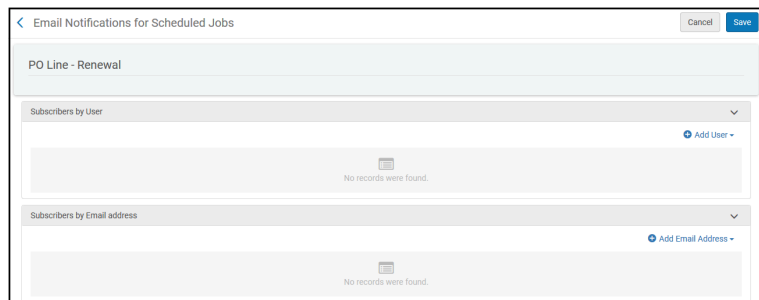 Email Notifications for Scheduled Jobs
Cancel
Save
PO Line - Renewal
Subscribers by User
Add User
No records were found.
Subscribers by Email address
Add Email Address
No records were found.